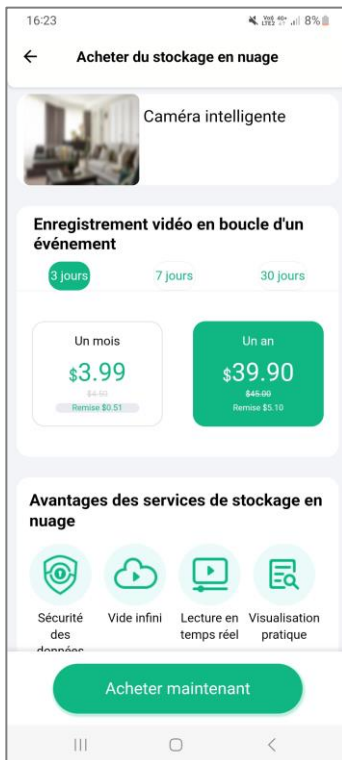 16:23
8%
Acheter du stockage en nuage
Caméra intelligente
Enregistrement vidéo en boucle d'un
événement
3 jours 7 jours 30 jours
Un mois Un an
$3.99 $39.90
$4.50 $45.00
Remise $0.51 Remise $5.10
Avantages des services de stockage en
nuage
Sécurité Vide infini Lecture en Visualisation
des temps réel pratique
données
Acheter maintenant